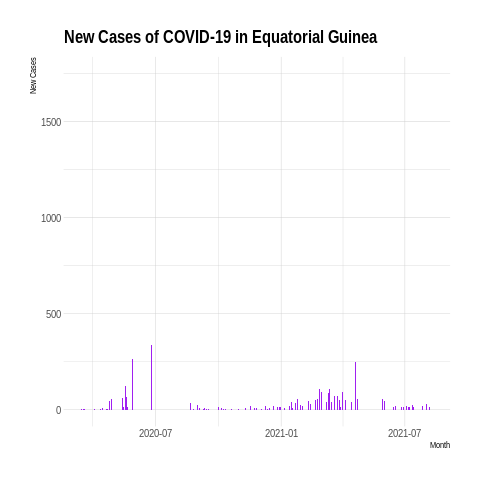 New Cases of COVID-19 in Equatorial Guinea
New Cases
1500
1000
500
0
2020-07 2021-01 2021-07
Month